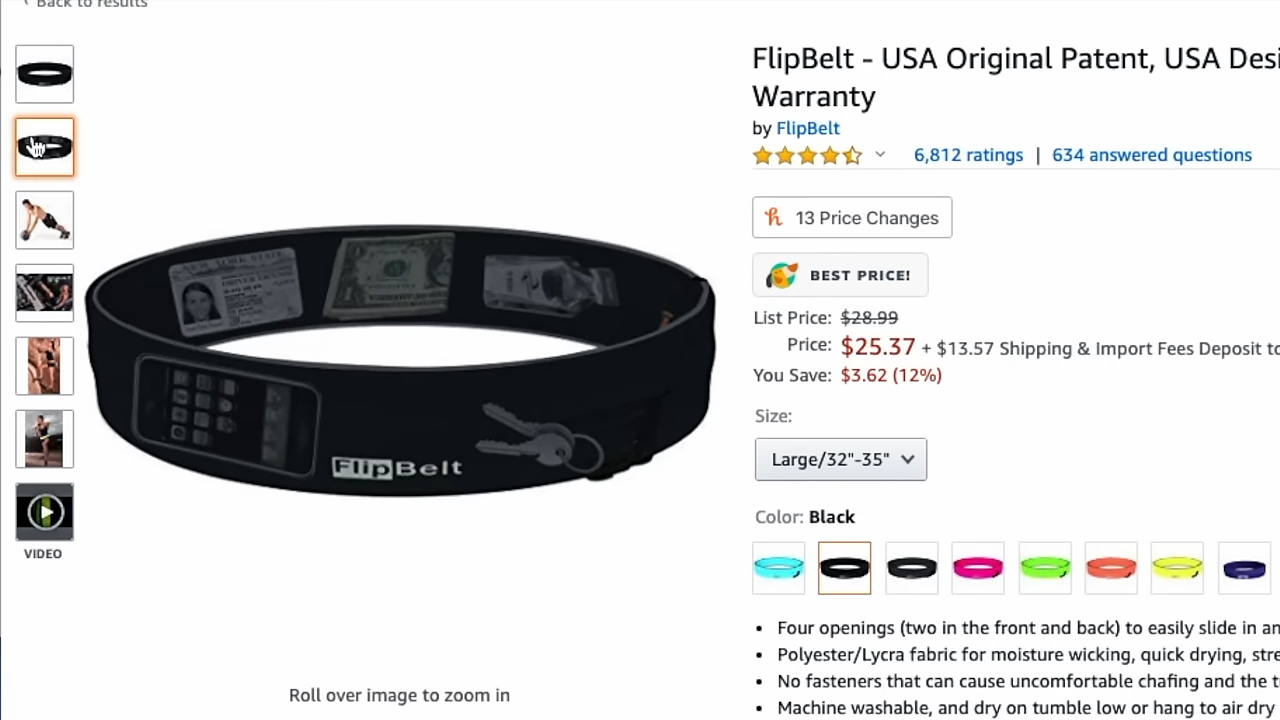 Back to results
FlipBelt - USA Original Patent, USA Desi
Warranty
by FlipBelt
6,812 ratings | 634 answered questions
13 Price Changes
BEST PRICE!
List Price: $28.99
Price: $25.37 + $13.57 Shipping & Import Fees Deposit to
You Save: $3.62 (12%)
Size:
Large/32"-35"
Color: Black
Four openings (two in the front and back) to easily slide in an
Polyester/Lycra fabric for moisture wicking, quick drying, stre
No fasteners that can cause uncomfortable chafing and the t
Machine washable, and dry on tumble low or hang to air dry
NEW YORK STATE
FlipBelt
VIDEO
Roll over image to zoom in